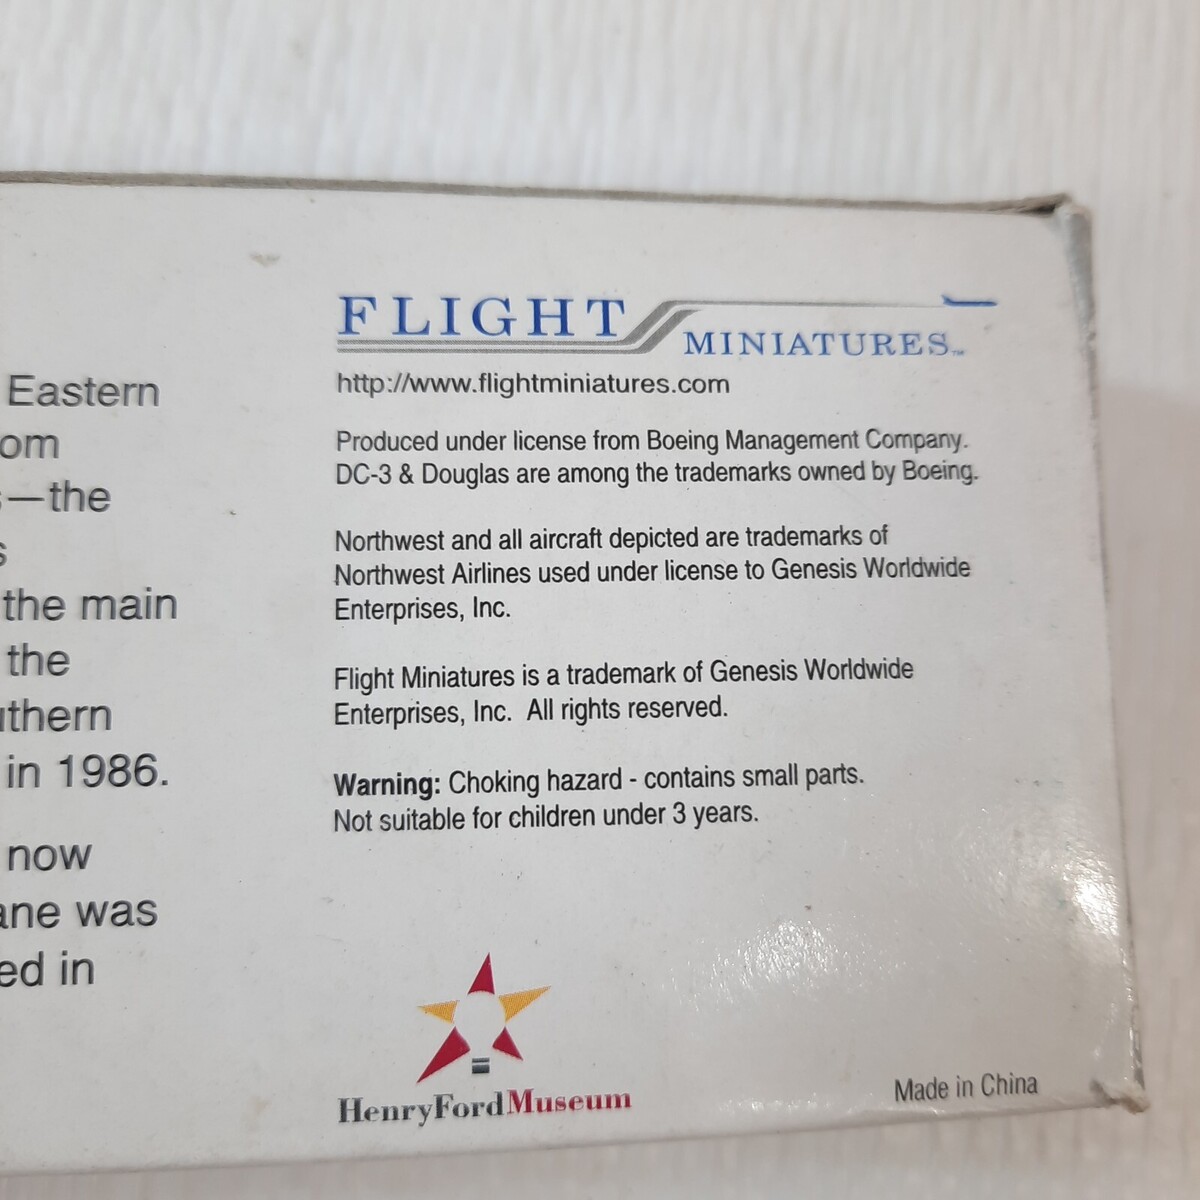 Eastern
om
—the
s
the main
the
uthern
in 1986.
now
ane was
ed in
FLIGHT
MINIATURES™
http://www.flightminiatures.com
Produced under license from Boeing Management Company.
DC-3 & Douglas are among the trademarks owned by Boeing.
Northwest and all aircraft depicted are trademarks of
Northwest Airlines used under license to Genesis Worldwide
Enterprises, Inc.
Flight Miniatures is a trademark of Genesis Worldwide
Enterprises, Inc. All rights reserved.
Warning: Choking hazard - contains small parts.
Not suitable for children under 3 years.
HenryFordMuseum
Made in China